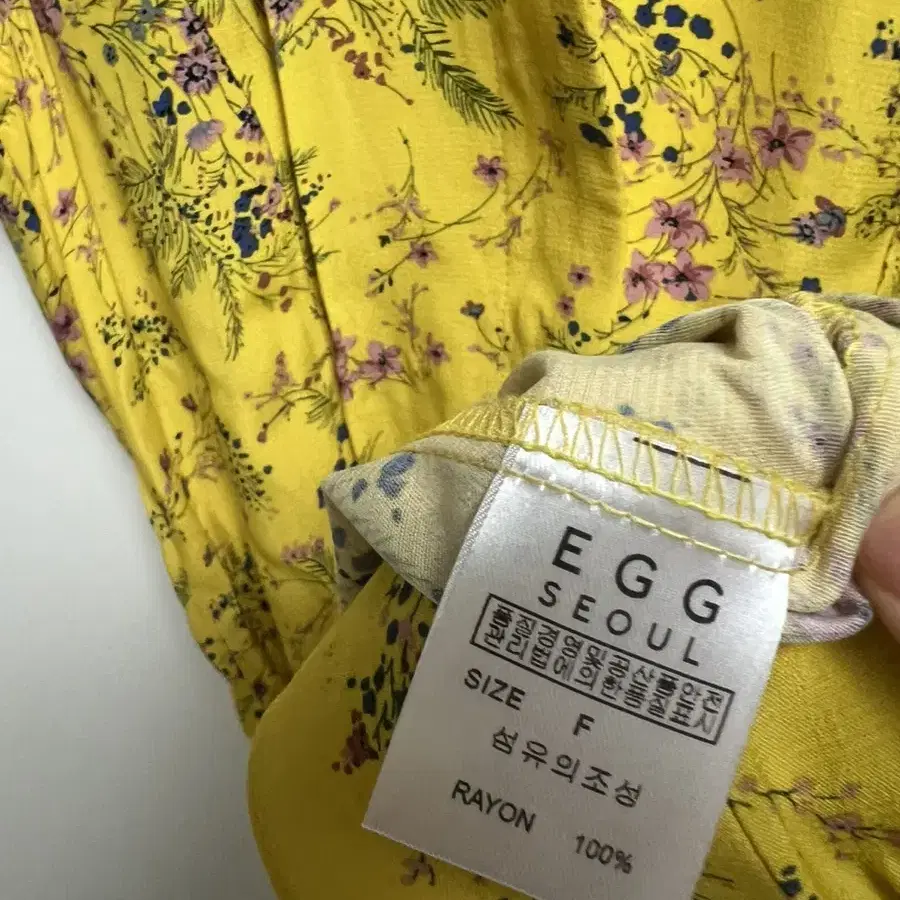 EGG
SEOUL
품질경영및공산품안전
관리법에의한품질표시
SIZE F
섬유의조성
RAYON 100%